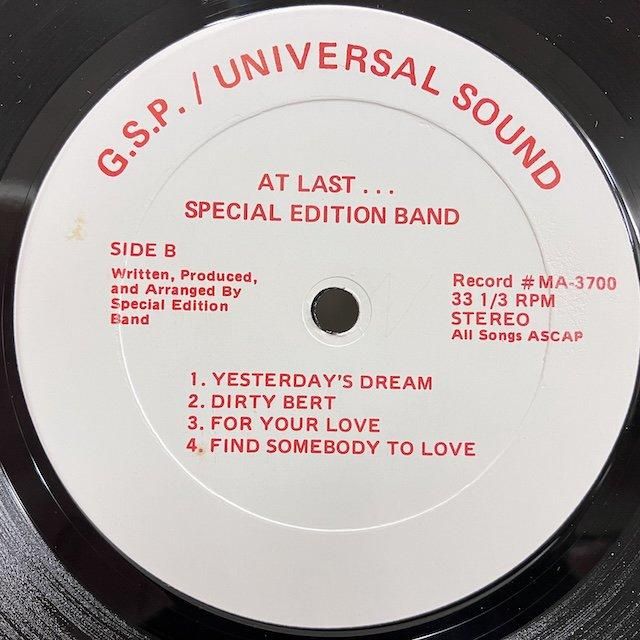 G.S.P. / UNIVERSAL SOUND
AT LAST . . .
SPECIAL EDITION BAND
SIDE B
Written, Produced,
and Arranged By
Special Edition
Band
Record # MA-3700
33 1/3 RPM
STEREO
All Songs ASCAP
1. YESTERDAY'S DREAM
2. DIRTY BERT
3. FOR YOUR LOVE
4. FIND SOMEBODY TO LOVE